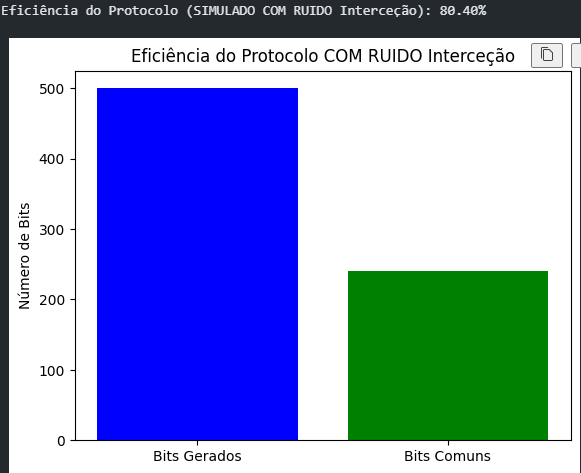 Eficiência do Protocolo (SIMULADO COM RUIDO Interceção): 80.40%
Eficiência do Protocolo COM RUIDO Interceção
500
400
300
200
100
0
Número de Bits
Bits Gerados
Bits Comuns